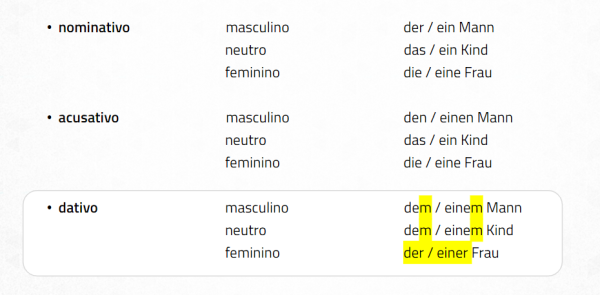 • nominativo masculino der / ein Mann
neutro das / ein Kind
feminino die / eine Frau
• acusativo masculino den / einen Mann
neutro das / ein Kind
feminino die / eine Frau
• dativo masculino dem / einem Mann
neutro dem / einem Kind
feminino der / einer Frau